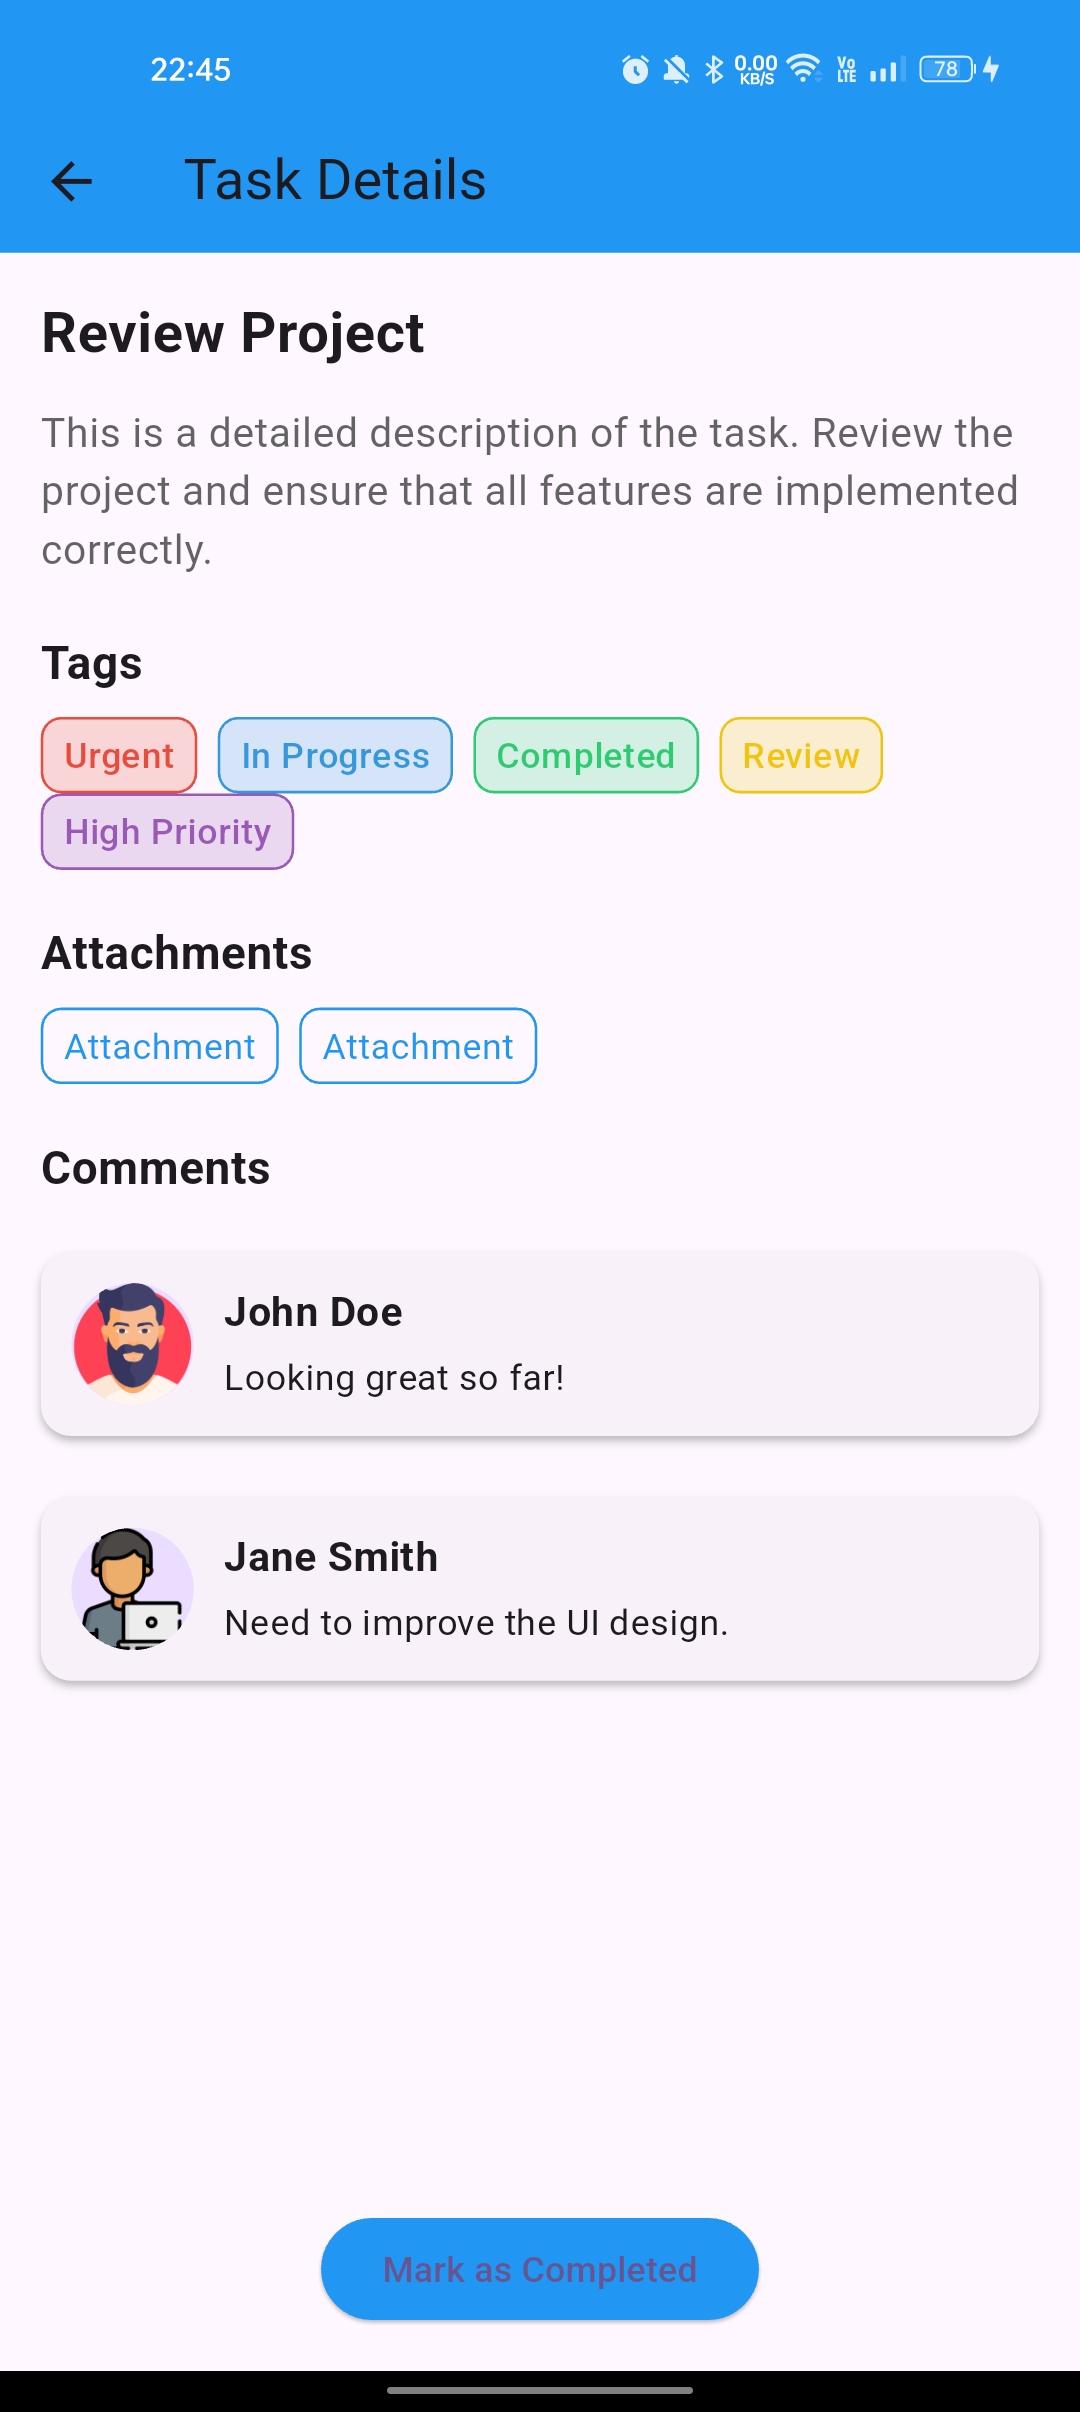 22:45 0.00 KB/S Vo LTE 78
Task Details
Review Project
This is a detailed description of the task. Review the
project and ensure that all features are implemented
correctly.
Tags
Urgent In Progress Completed Review
High Priority
Attachments
Attachment Attachment
Comments
John Doe
Looking great so far!
Jane Smith
Need to improve the UI design.
Mark as Completed